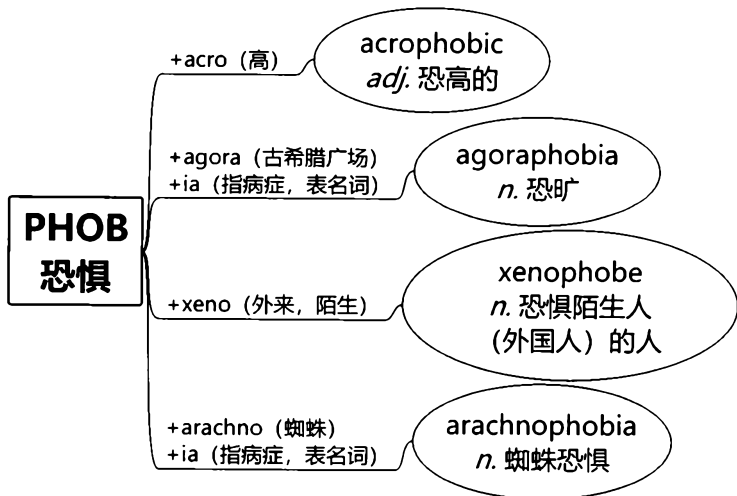 PHOB
恐惧
+acro（高）
acrophobic
adj. 恐高的
+agora（古希腊广场）
+ia（指病症，表名词）
agoraphobia
n. 恐旷
+xeno（外来，陌生）
xenophobe
n. 恐惧陌生人
（外国人）的人
+arachno（蜘蛛）
+ia（指病症，表名词）
arachnophobia
n. 蜘蛛恐惧